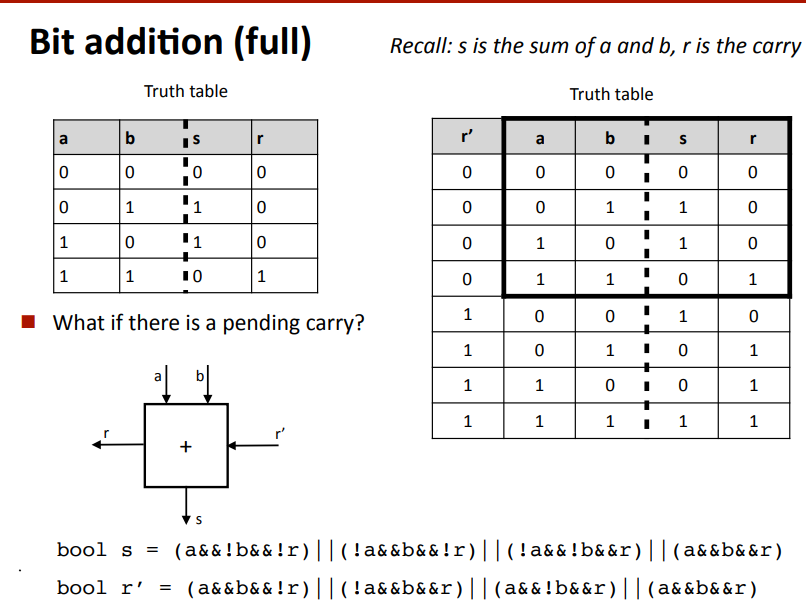 Bit addition (full)
Recall: s is the sum of a and b, r is the carry
Truth table
a b s r
0 0 0 0
0 1 1 0
1 0 1 0
1 1 0 1
Truth table
r’ a b s r
0 0 0 0 0
0 0 1 1 0
0 1 0 1 0
0 1 1 0 1
1 0 0 1 0
1 0 1 0 1
1 1 0 0 1
1 1 1 1 1
What if there is a pending carry?
a b
r + r’
s
bool s = (a&&!b&&!r)||(!a&&b&&!r)||(!a&&!b&&r)||(a&&b&&r)
bool r’ = (a&&b&&!r)||(!a&&b&&r)||(a&&!b&&r)||(a&&b&&r)